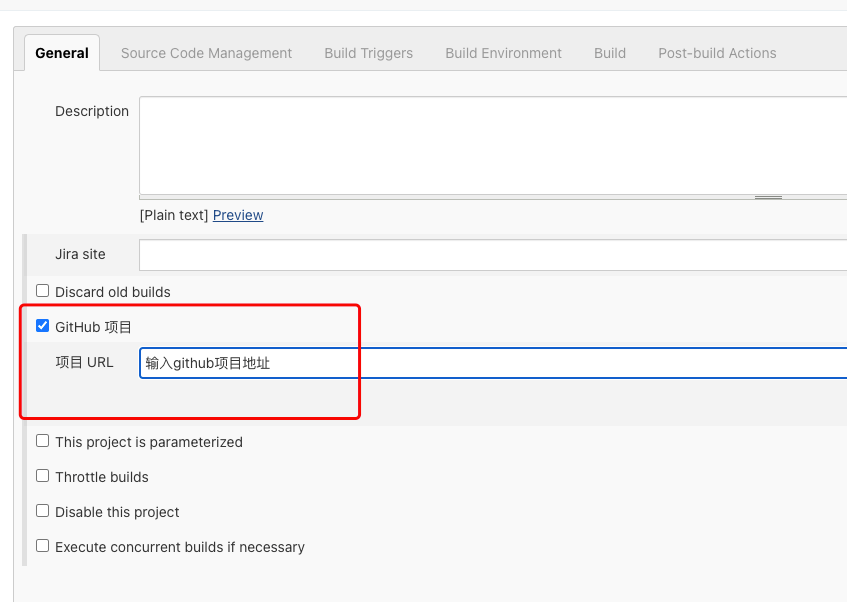 General Source Code Management Build Triggers Build Environment Build Post-build Actions
Description
[Plain text] Preview
Jira site
Discard old builds
GitHub 项目
项目 URL 输入github项目地址
This project is parameterized
Throttle builds
Disable this project
Execute concurrent builds if necessary